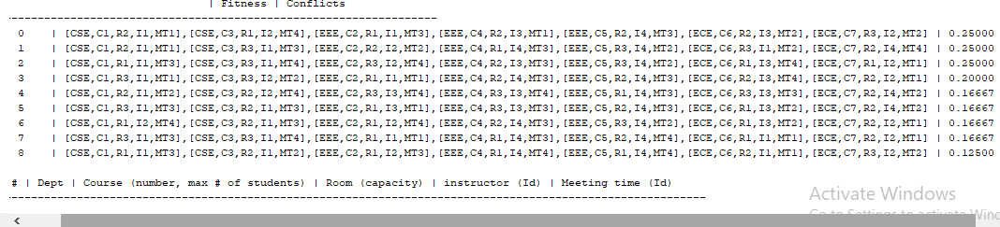 | Fitness | Conflicts
--------------------------------------------------------------------
0 | [CSE,C1,R2,I1,MT1],[CSE,C3,R1,I2,MT4],[EEE,C2,R1,I1,MT3],[EEE,C4,R2,I3,MT1],[EEE,C5,R2,I4,MT3],[ECE,C6,R2,I3,MT2],[ECE,C7,R3,I2,MT2] | 0.25000
1 | [CSE,C1,R2,I1,MT2],[CSE,C3,R3,I1,MT3],[EEE,C2,R1,I2,MT1],[EEE,C4,R2,I4,MT3],[EEE,C5,R2,I3,MT2],[ECE,C6,R3,I1,MT2],[ECE,C7,R2,I4,MT4] | 0.25000
2 | [CSE,C1,R1,I1,MT3],[CSE,C3,R1,I2,MT4],[EEE,C2,R3,I2,MT4],[EEE,C4,R2,I3,MT3],[EEE,C5,R3,I4,MT2],[ECE,C6,R1,I3,MT4],[ECE,C7,R1,I2,MT1] | 0.25000
3 | [CSE,C1,R3,I1,MT1],[CSE,C3,R3,I2,MT2],[EEE,C2,R1,I1,MT1],[EEE,C4,R1,I3,MT4],[EEE,C5,R2,I4,MT3],[ECE,C6,R2,I3,MT4],[ECE,C7,R3,I2,MT1] | 0.20000
4 | [CSE,C1,R2,I1,MT2],[CSE,C3,R2,I2,MT4],[EEE,C2,R3,I1,MT4],[EEE,C4,R3,I3,MT4],[EEE,C5,R1,I4,MT3],[ECE,C6,R3,I3,MT3],[ECE,C7,R2,I4,MT2] | 0.16667
5 | [CSE,C1,R3,I1,MT3],[CSE,C3,R2,I1,MT3],[EEE,C2,R1,I3,MT1],[EEE,C4,R3,I4,MT3],[EEE,C5,R2,I4,MT2],[ECE,C6,R1,I3,MT2],[ECE,C7,R1,I2,MT2] | 0.16667
6 | [CSE,C1,R1,I2,MT4],[CSE,C3,R2,I1,MT3],[EEE,C2,R1,I2,MT4],[EEE,C4,R2,I4,MT3],[EEE,C5,R3,I4,MT2],[ECE,C6,R2,I3,MT2],[ECE,C7,R2,I2,MT1] | 0.16667
7 | [CSE,C1,R3,I1,MT3],[CSE,C3,R1,I1,MT4],[EEE,C2,R3,I1,MT3],[EEE,C4,R1,I3,MT4],[EEE,C5,R2,I4,MT4],[ECE,C6,R1,I3,MT2],[ECE,C7,R1,I1,MT1] | 0.16667
8 | [CSE,C1,R1,I1,MT3],[CSE,C3,R2,I1,MT2],[EEE,C2,R1,I2,MT3],[EEE,C4,R1,I4,MT4],[EEE,C5,R1,I4,MT4],[ECE,C6,R2,I1,MT1],[ECE,C7,R3,I2,MT2] | 0.12500
# | Dept | Course (number, max # of students) | Room (capacity) | instructor (Id) | Meeting time (Id)
--------------------------------------------------------------------
Activate Windows
Go to Settings to activate Winc